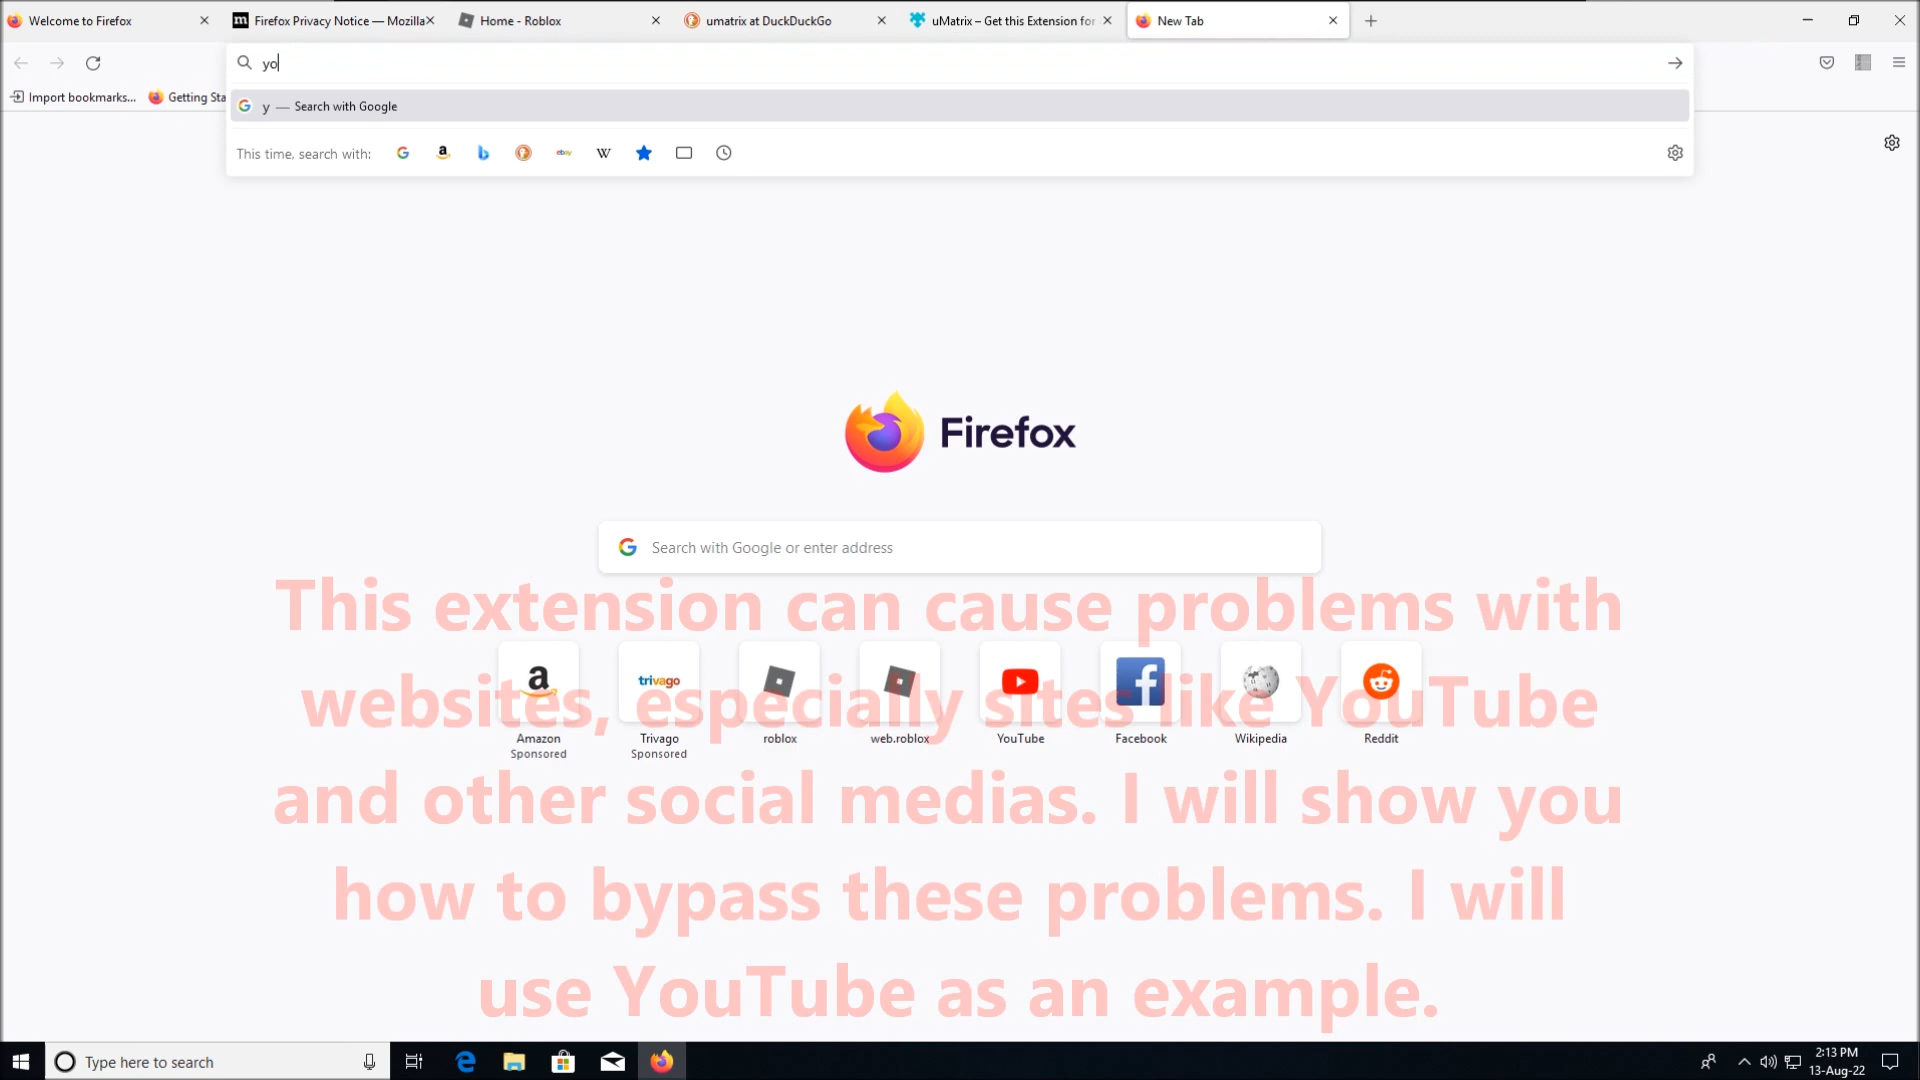 Welcome to Firefox
Firefox Privacy Notice — Mozilla
Home - Roblox
umatrix at DuckDuckGo
uMatrix – Get this Extension for
New Tab
yo
Import bookmarks...
Getting Sta
y — Search with Google
This time, search with:
Firefox
Search with Google or enter address
This extension can cause problems with
websites, especially sites like YouTube
and other social medias. I will show you
how to bypass these problems. I will
use YouTube as an example.
trivago
Amazon
Sponsored
Trivago
Sponsored
roblox
web.roblox
YouTube
Facebook
Wikipedia
Reddit
Type here to search
2:13 PM
13-Aug-22